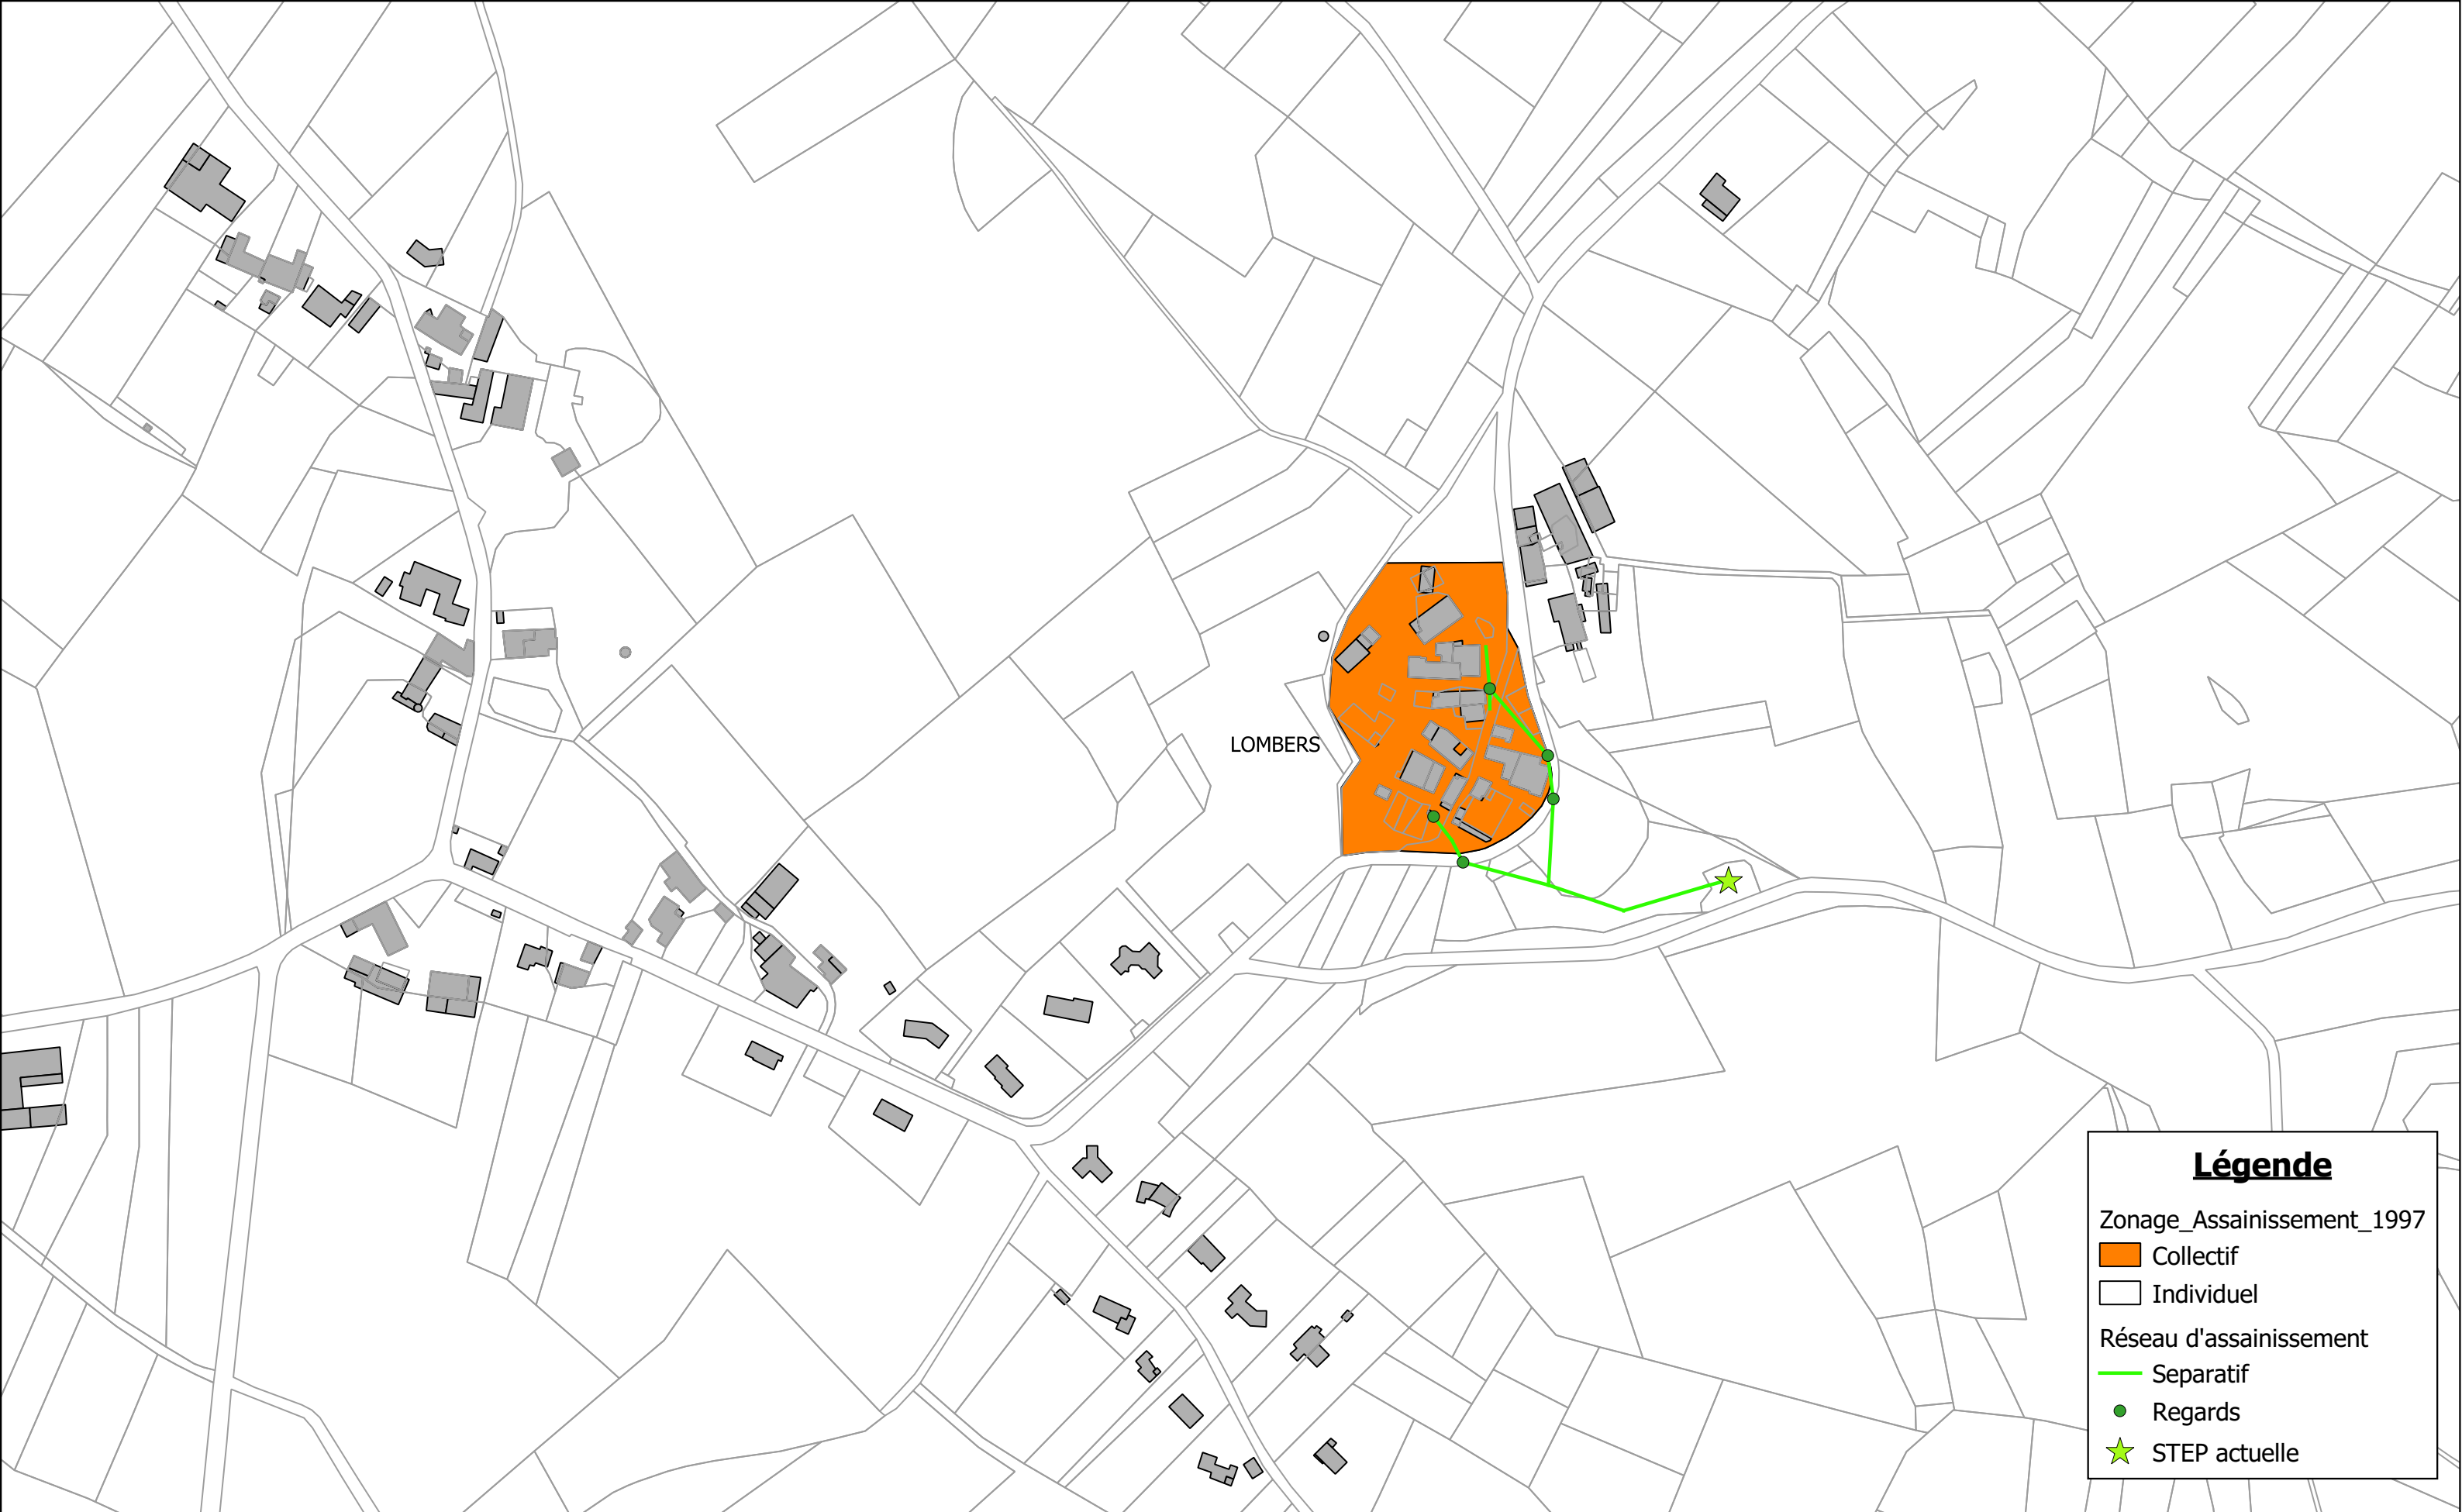 LOMBERS
Légende
Zonage_Assainissement_1997
Collectif
Individuel
Réseau d'assainissement
Separatif
Regards
STEP actuelle